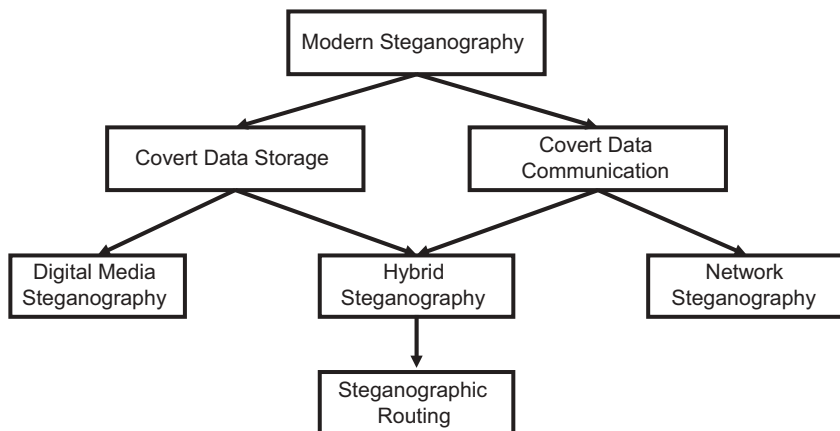 Modern Steganography
Covert Data Storage
Covert Data
Communication
Digital Media
Steganography
Hybrid
Steganography
Network
Steganography
Steganographic
Routing